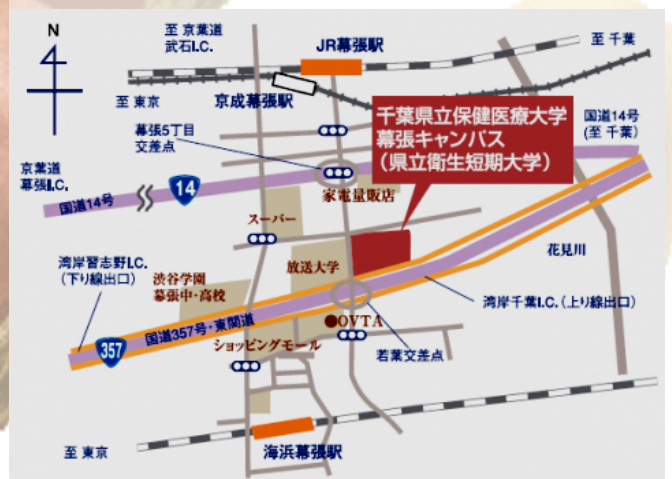 N
至 京葉道
武石I.C.
JR幕張駅
至 千葉
至 東京
京成幕張駅
千葉県立保健医療大学
幕張キャンパス
（県立衛生短期大学）
国道14号
(至 千葉)
幕張5丁目
交差点
京葉道
幕張I.C.
14
国道14号
家電量販店
スーパー
放送大学
花見川
湾岸習志野I.C.
（下り線出口）
渋谷学園
幕張中・高校
湾岸千葉I.C.（上り線出口）
国道357号・東関道
OVTA
357
ショッピングモール
若葉交差点
至 東京
海浜幕張駅